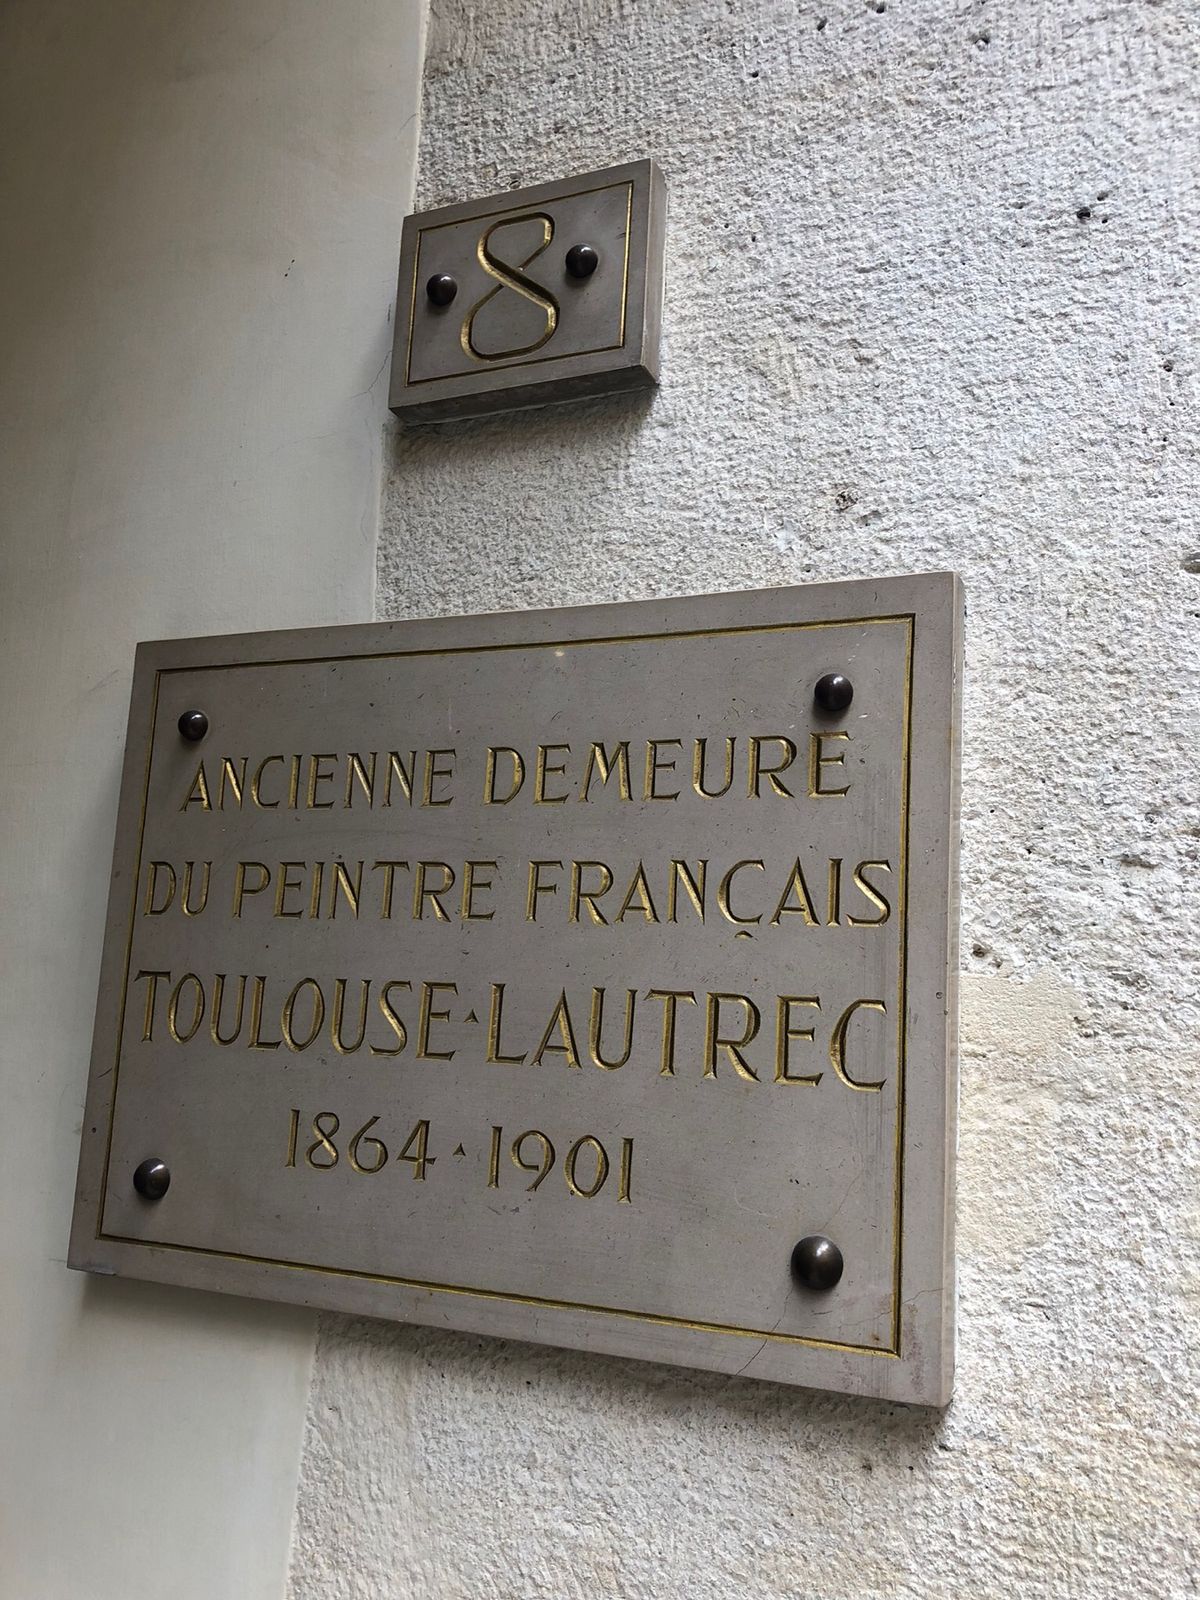 8
ANCIENNE DEMEURE
DU PEINTRE FRANÇAIS
TOULOUSE-LAUTREC
1864-1901